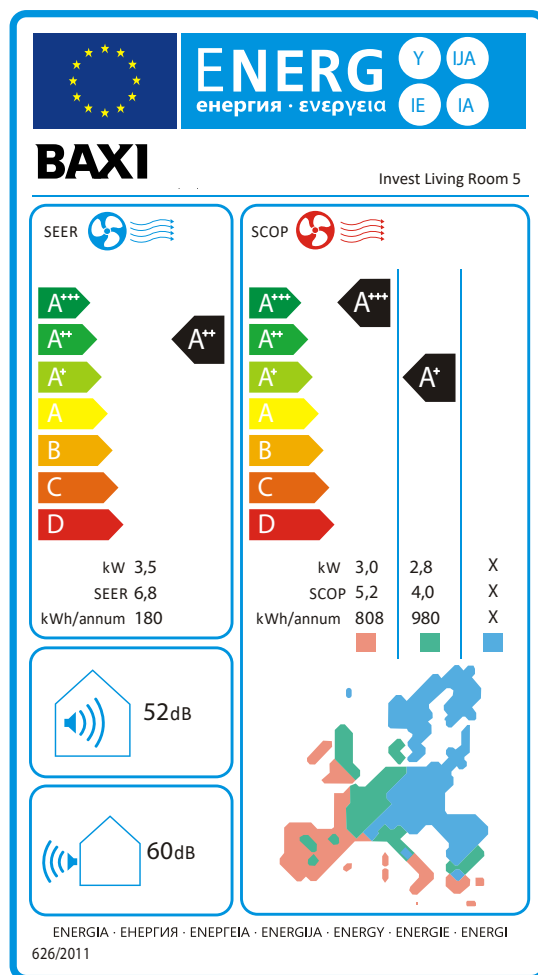 ENERG
енергия · ενεργεια
Y
IJA
IE
IA
BAXI
Invest Living Room 5
SEER
A+++
A++
A+
A
B
C
D
A++
kW 3,5
SEER 6,8
kWh/annum 180
SCOP
A+++
A++
A+
A
B
C
D
A+++
A+
kW 3,0 2,8 X
SCOP 5,2 4,0 X
kWh/annum 808 980 X
52dB
60dB
ENERGIA · ЕНЕРГИЯ · ΕΝΕΡΓΕΙΑ · ENERGIJA · ENERGY · ENERGIE · ENERGI
626/2011